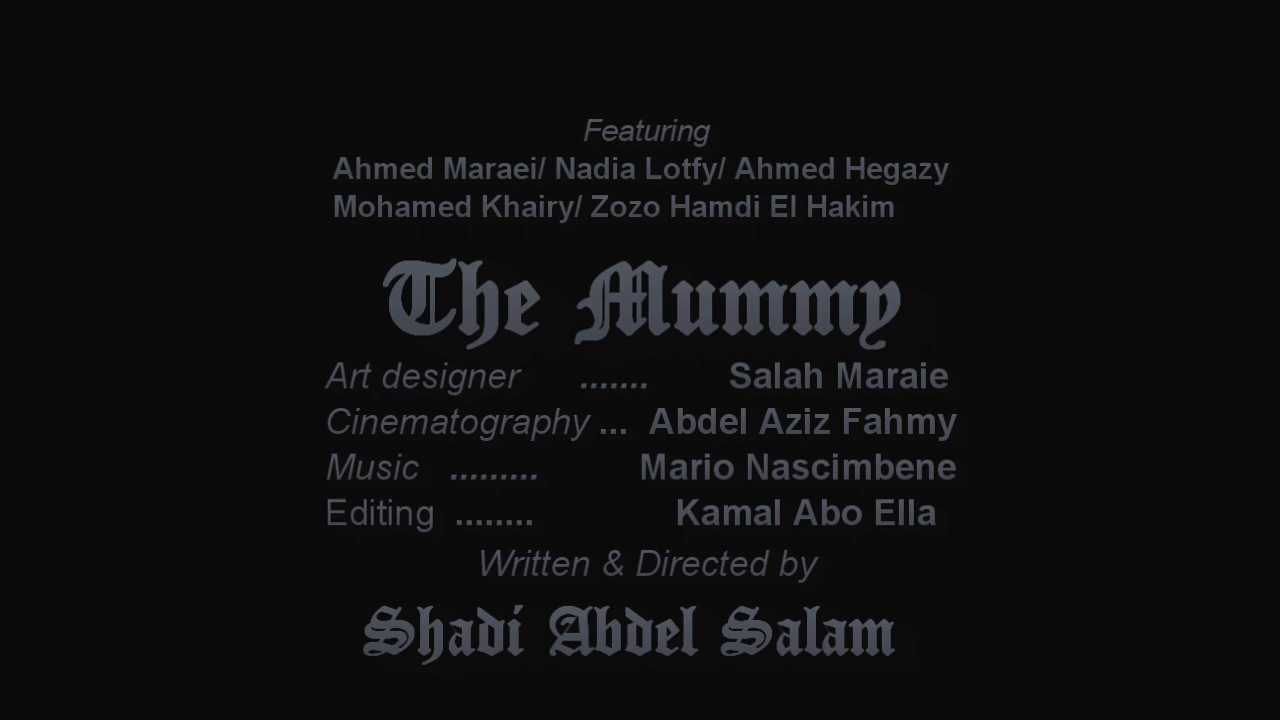 Featuring
Ahmed Maraei/ Nadia Lotfy/ Ahmed Hegazy
Mohamed Khairy/ Zozo Hamdi El Hakim
The Mummy
Art designer ....... Salah Maraie
Cinematography ... Abdel Aziz Fahmy
Music ......... Mario Nascimbene
Editing ........ Kamal Abo Ella
Written & Directed by
Shadi Abdel Salam